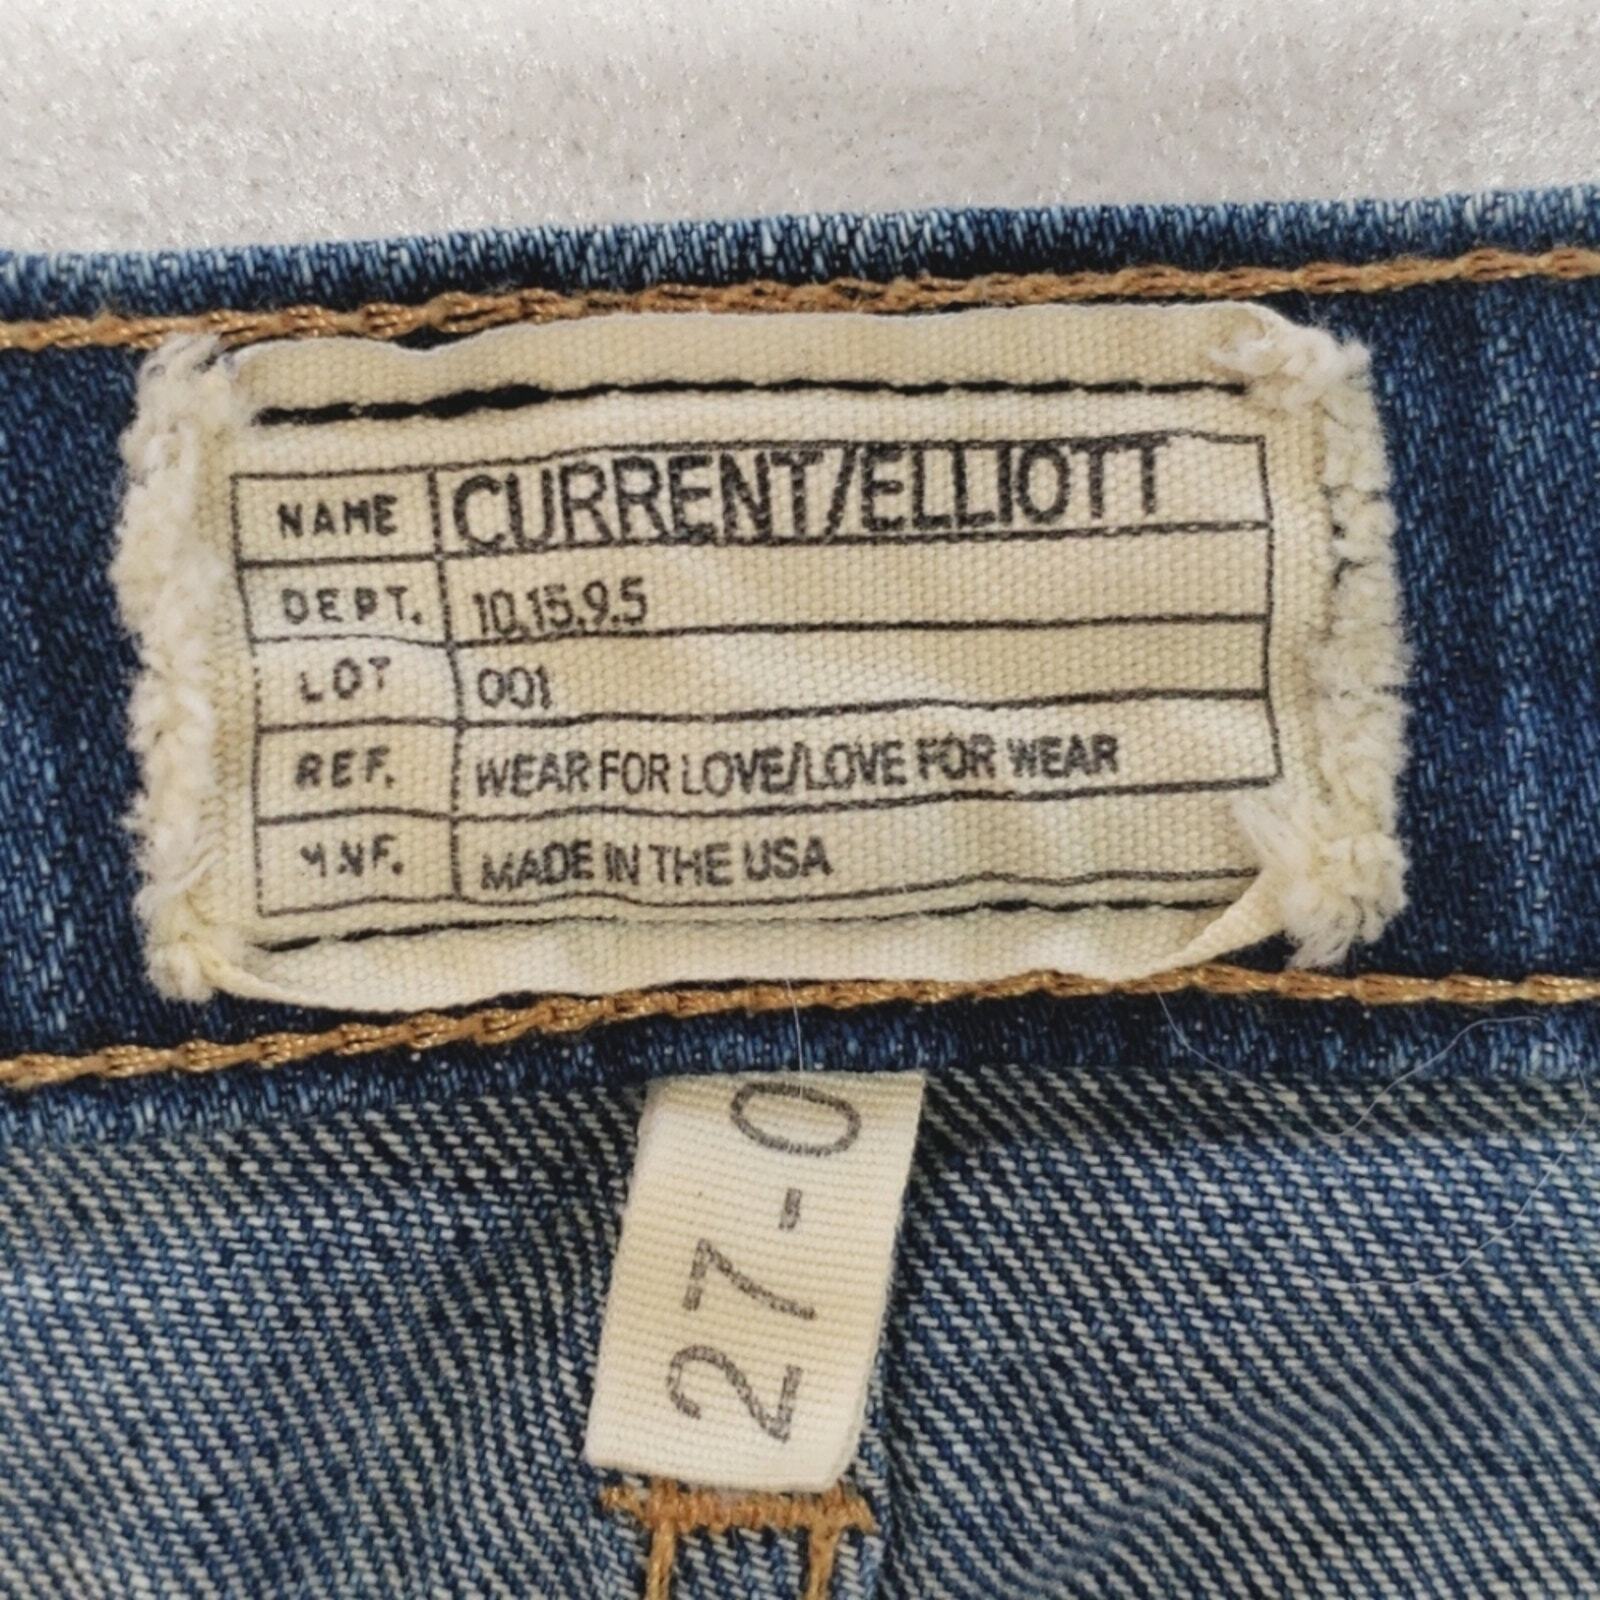 NAME CURRENT/ELLIOTT
DEPT. 10.15.9.5
LOT 001
REF. WEAR FOR LOVE/LOVE FOR WEAR
MNF. MADE IN THE USA
27-0